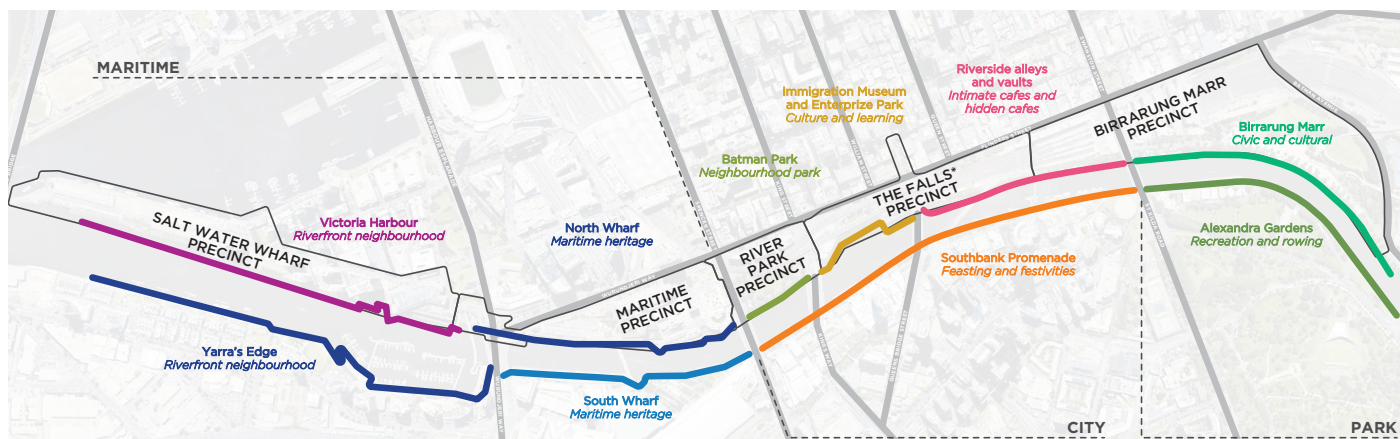 MARITIME
Riverside alleys
and vaults
Intimate cafes and
hidden cafes
Immigration Museum
and Enterprize Park
Culture and learning
BIRRARUNG MARR
PRECINCT
Birrarung Marr
Civic and cultural
Batman Park
Neighbourhood park
THE FALLS*
PRECINCT
SALT WATER WHARF
PRECINCT
Victoria Harbour
Riverfront neighbourhood
North Wharf
Maritime heritage
RIVER
PARK
PRECINCT
Alexandra Gardens
Recreation and rowing
Southbank Promenade
Feasting and festivities
MARITIME
PRECINCT
Yarra's Edge
Riverfront neighbourhood
South Wharf
Maritime heritage
CITY
PARK